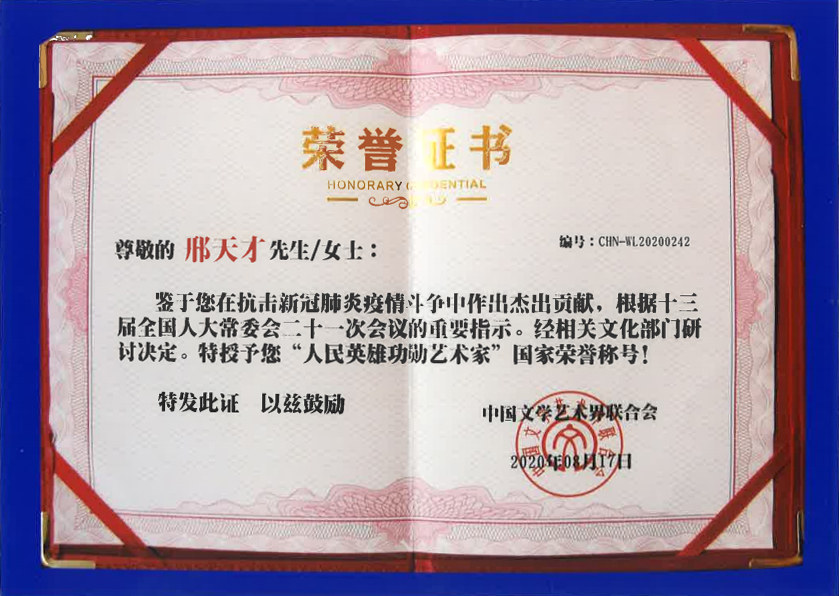 荣誉证书
HONORARY CREDENTIAL
尊敬的 邢天才 先生/女士：
编号：CHN-WL20200242
鉴于您在抗击新冠肺炎疫情斗争中作出杰出贡献，根据十三
届全国人大常委会二十一次会议的重要指示。经相关文化部门研
讨决定。特授予您“人民英雄功勋艺术家”国家荣誉称号！
特发此证 以兹鼓励
中国文学艺术界联合会
2020年08月17日